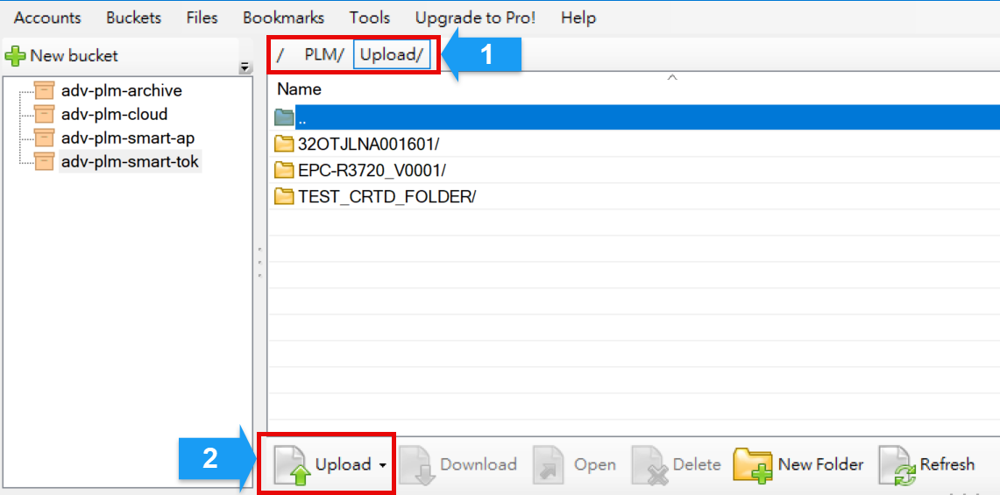 Accounts Buckets Files Bookmarks Tools Upgrade to Pro! Help
New bucket
/ PLM/ Upload/
1
Name
adv-plm-archive
adv-plm-cloud
adv-plm-smart-ap
adv-plm-smart-tok
..
32OTJLNA001601/
EPC-R3720_V0001/
TEST_CRTD_FOLDER/
2
Upload Download Open Delete New Folder Refresh